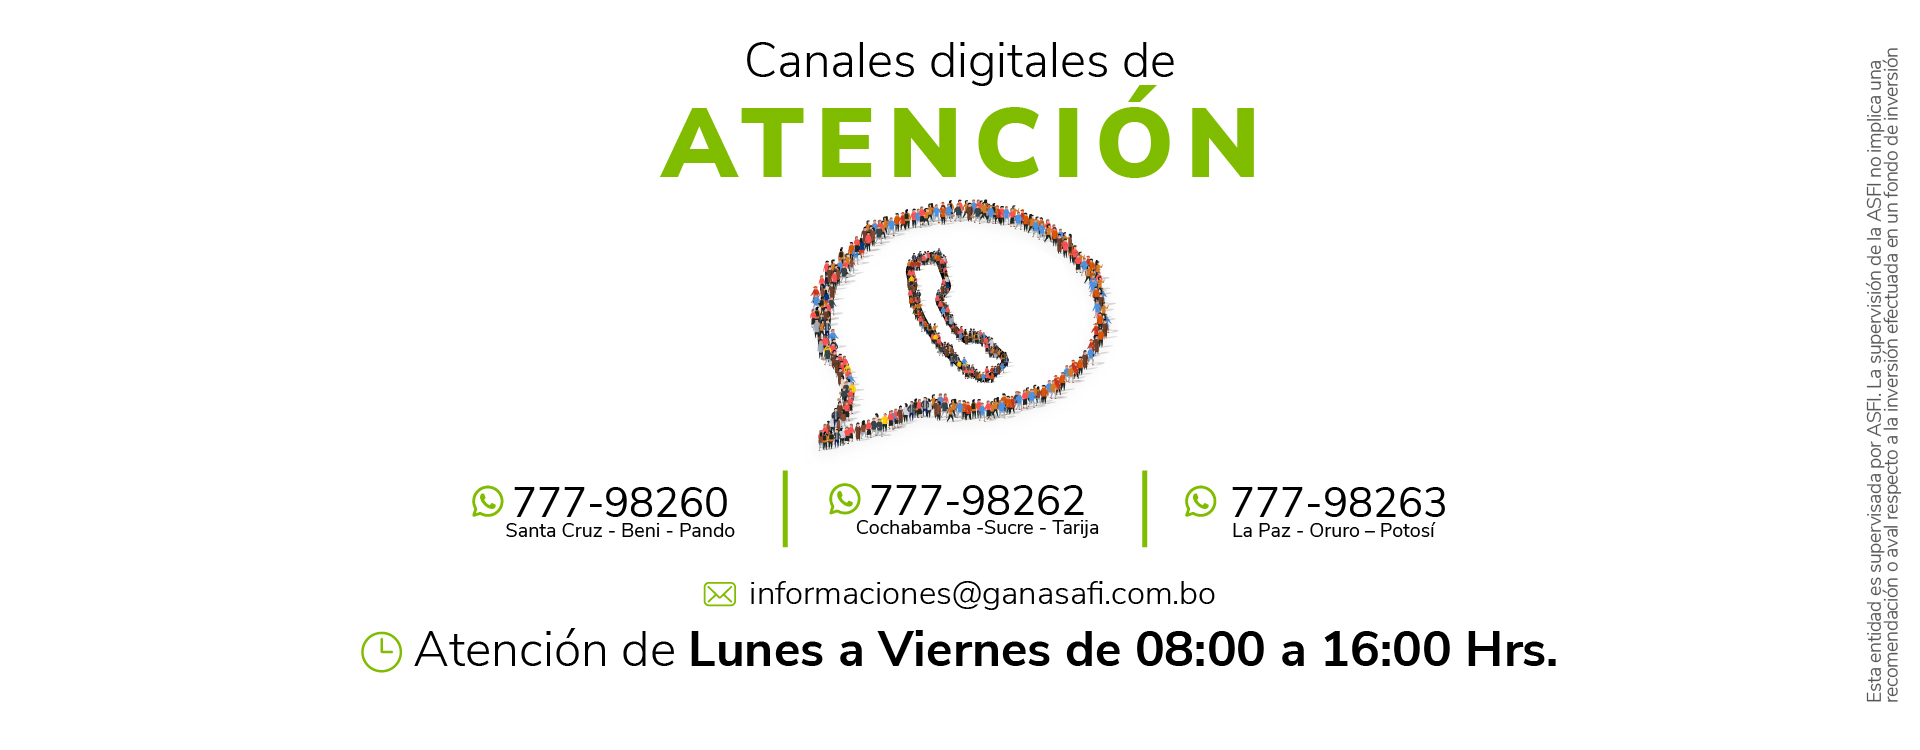 Canales digitales de
ATENCIÓN
777-98260
Santa Cruz - Beni - Pando
777-98262
Cochabamba -Sucre - Tarija
777-98263
La Paz - Oruro – Potosí
informaciones@ganasafi.com.bo
Atención de Lunes a Viernes de 08:00 a 16:00 Hrs.
Esta entidad es supervisada por ASFI. La supervisión de la ASFI no implica una
recomendación o aval respecto a la inversión efectuada en un fondo de inversión